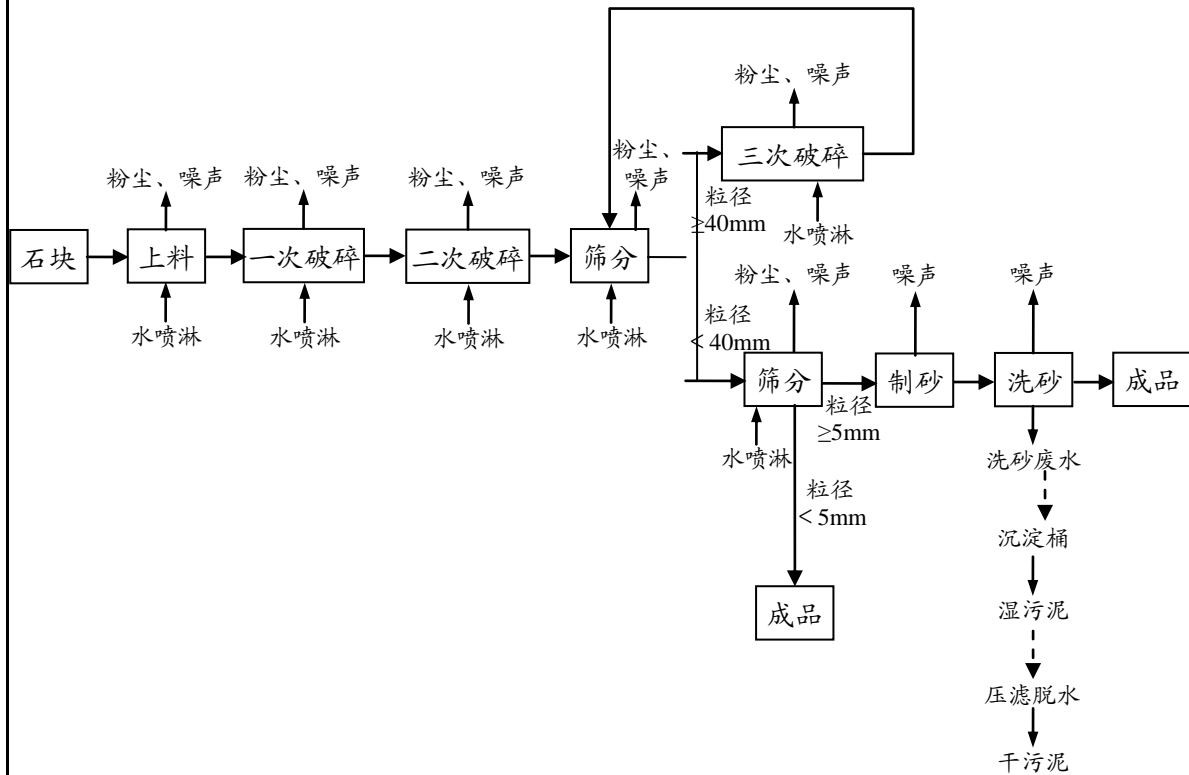 粉尘、噪声
三次破碎
粉尘、
噪声
粉尘、噪声
粉尘、噪声
粉尘、噪声
粒径
≥40mm
水喷淋
石块
上料
一次破碎
二次破碎
筛分
水喷淋
水喷淋
水喷淋
水喷淋
粉尘、噪声
噪声
噪声
粒径
＜40mm
筛分
制砂
洗砂
成品
粒径
≥5mm
水喷淋
洗砂废水
粒径
＜5mm
沉淀桶
成品
湿污泥
压滤脱水
干污泥